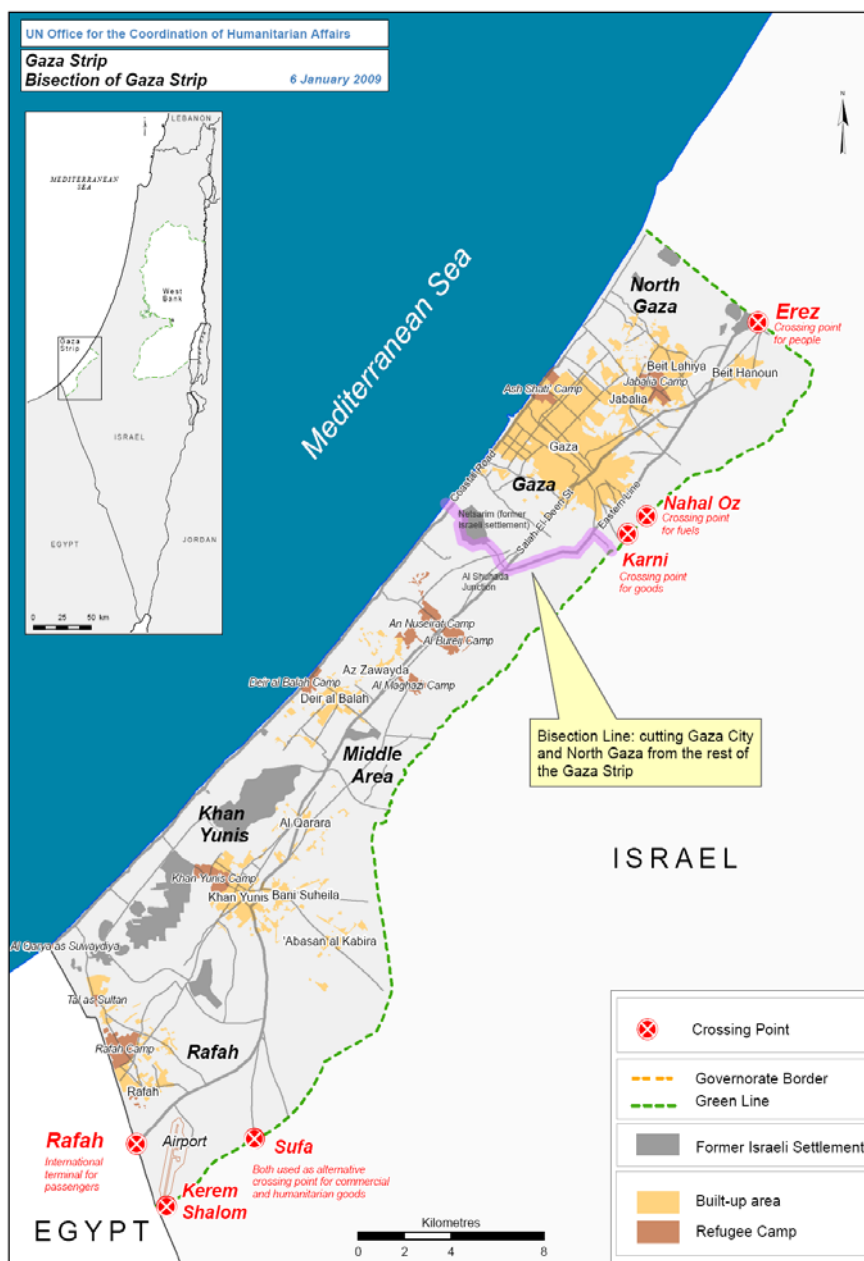 UN Office for the Coordination of Humanitarian Affairs
Gaza Strip
Bisection of Gaza Strip
6 January 2009
LEBANON
MEDITERRANEAN
SEA
West
Bank
Gaza
Strip
ISRAEL
EGYPT
JORDAN
0 25 50 km
N
Mediterranean Sea
North
Gaza
Erez
Crossing point
for people
Beit Lahiya
Beit Hanoun
Ash Shati' Camp
Jabalia Camp
Jabalia
Gaza
Gaza
Coastal Road
Salah El Deen St
Eastern Line
Nahal Oz
Crossing point
for fuels
Netsarim (former
Israeli settlement)
Karni
Crossing point
for goods
Al Shuhada
Junction
An Nuseirat Camp
Al Bureij Camp
Az Zawayda
Deir al Balah Camp
Al Maghazi Camp
Deir al Balah
Bisection Line: cutting Gaza City
and North Gaza from the rest of
the Gaza Strip
Middle
Area
Khan
Yunis
Al Qarara
ISRAEL
Khan Yunis Camp
Khan Yunis
Bani Suheila
'Abasan al Kabira
Al Qarya as Suwaydiya
Tal as Sultan
Rafah Camp
Rafah
Rafah
Rafah
International
terminal for
passengers
Airport
Sufa
Both used as alternative
crossing point for commercial
and humanitarian goods
Kerem
Shalom
EGYPT
Kilometres
0 2 4 8
Crossing Point
Governorate Border
Green Line
Former Israeli Settlement
Built-up area
Refugee Camp